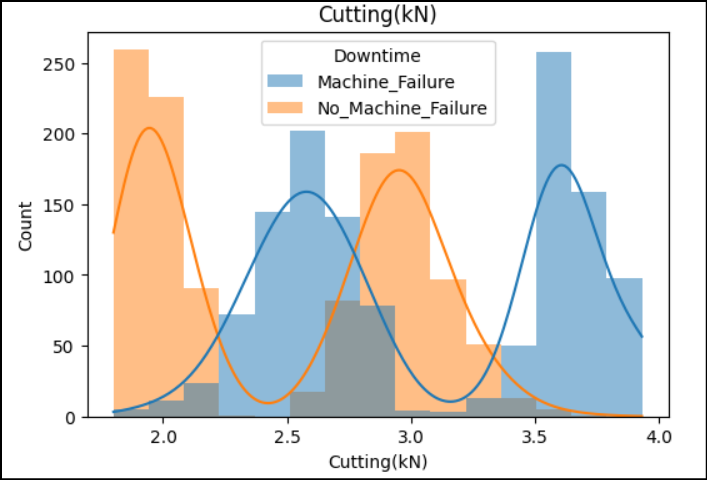 Cutting(kN)
Downtime
Machine_Failure
No_Machine_Failure
250
200
150
100
50
0
Count
2.0 2.5 3.0 3.5 4.0
Cutting(kN)